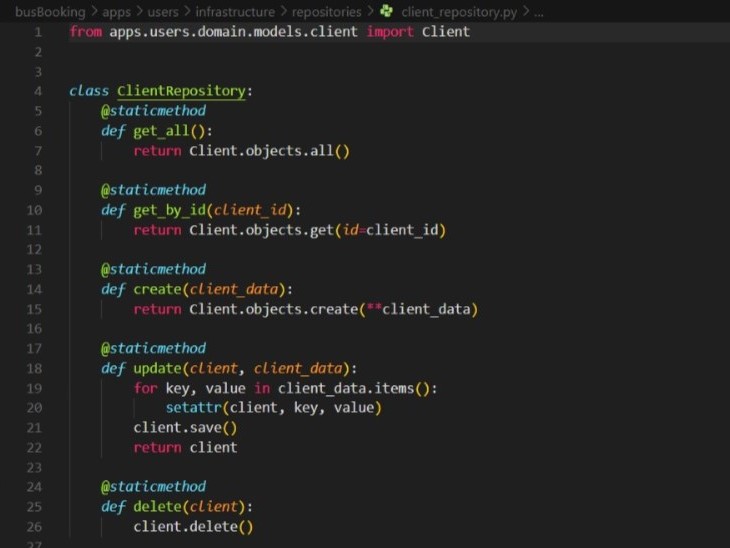 busBooking > apps > users > infrastructure > repositories > client_repository.py > ...
1 from apps.users.domain.models.client import Client
2
3
4 class ClientRepository:
5     @staticmethod
6     def get_all():
7         return Client.objects.all()
8
9     @staticmethod
10     def get_by_id(client_id):
11         return Client.objects.get(id=client_id)
12
13     @staticmethod
14     def create(client_data):
15         return Client.objects.create(**client_data)
16
17     @staticmethod
18     def update(client, client_data):
19         for key, value in client_data.items():
20             setattr(client, key, value)
21         client.save()
22         return client
23
24     @staticmethod
25     def delete(client):
26         client.delete()
27